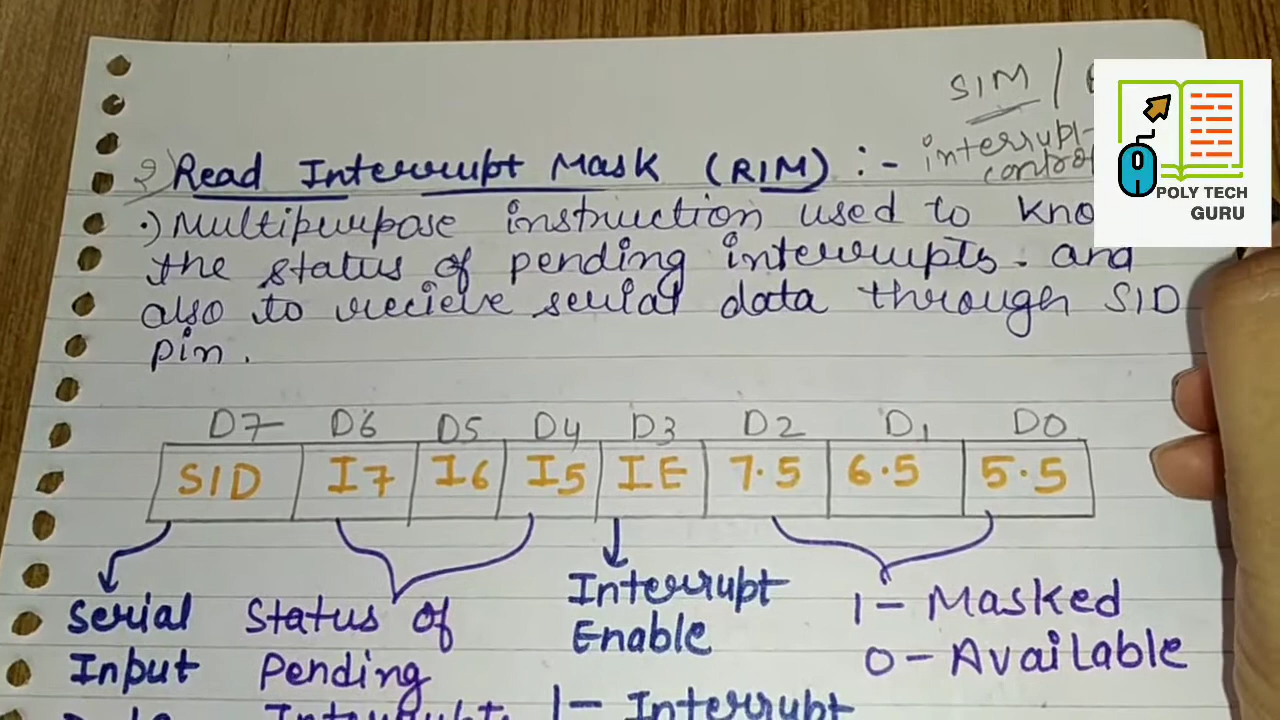 SIM /
interrupt-
control
2) Read Interrupt Mask (RIM) :-
·) Multipurpose instruction used to kno
the status of pending interrupts. and
also to recieve serial data through SID
pin.
D7 D6 D5 D4 D3 D2 D1 D0
SID I7 I6 I5 IE 7.5 6.5 5.5
Serial Input
Status of Pending Interrupt.
Interrupt Enable
1 - Interrupt
1 - Masked
0 - Available
POLY TECH
GURU